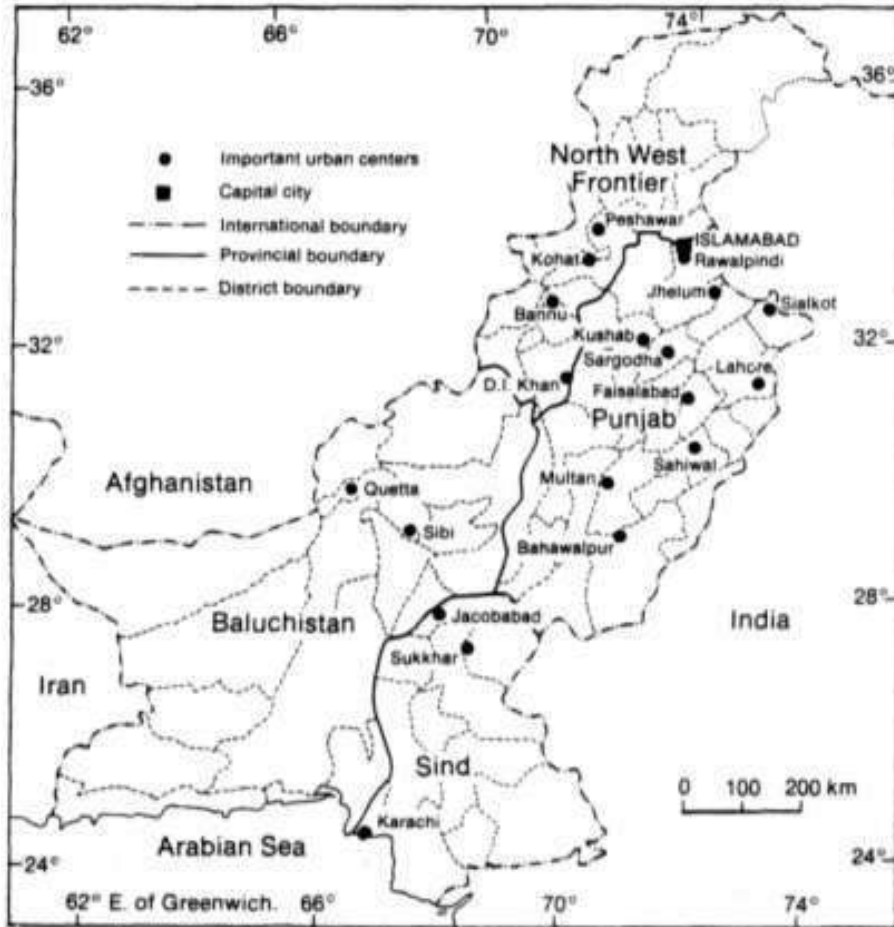 62° 66° 70° 74°
36° 36°
Important urban centers
Capital city
International boundary
Provincial boundary
District boundary
North West
Frontier
Peshawar
ISLAMABAD
Rawalpindi
Kohat
Jhelum
Sialkot
Bannu
Kushab
32° 32°
Sargodha
Lahore
D.I. Khan
Faisalabad
Punjab
Sahiwal
Afghanistan
Quetta
Multan
Sibi
Bahawalpur
28° 28°
Baluchistan
Jacobabad
India
Sukkhar
Iran
Sind
0 100 200 km
Karachi
Arabian Sea
24° 24°
62° E. of Greenwich. 66° 70° 74°